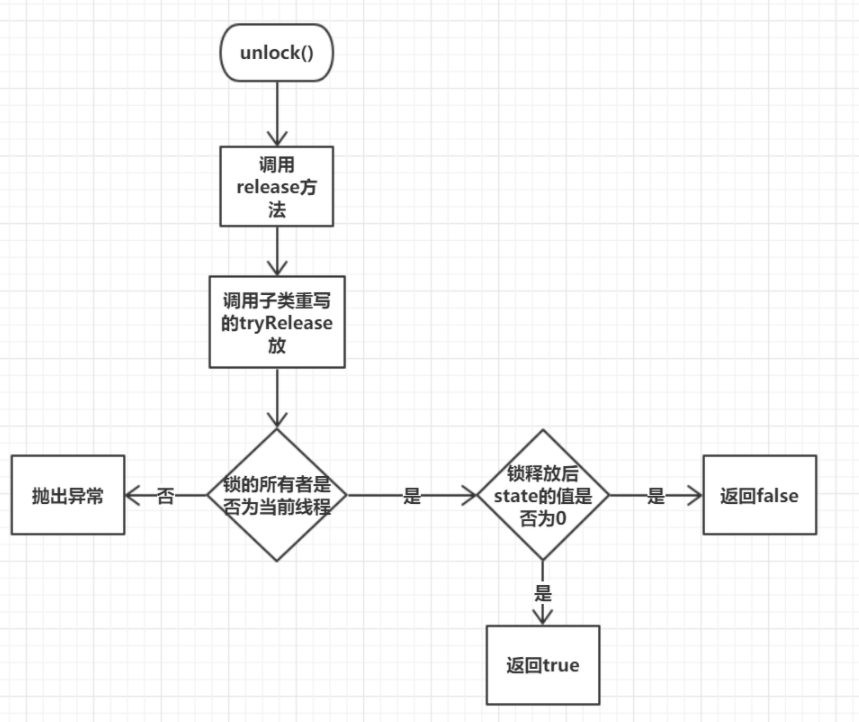 unlock()
调用
release方
法
调用子类重写
的tryRelease
放
抛出异常
否
锁的所有者是
否为当前线程
是
锁释放后
state的值是
否为0
是
返回false
是
返回true